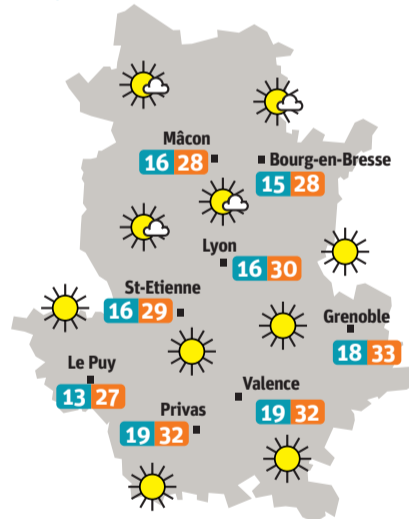 Mâcon
16 28
Bourg-en-Bresse
15 28
Lyon
16 30
St-Etienne
16 29
Grenoble
18 33
Le Puy
13 27
Valence
19 32
Privas
19 32